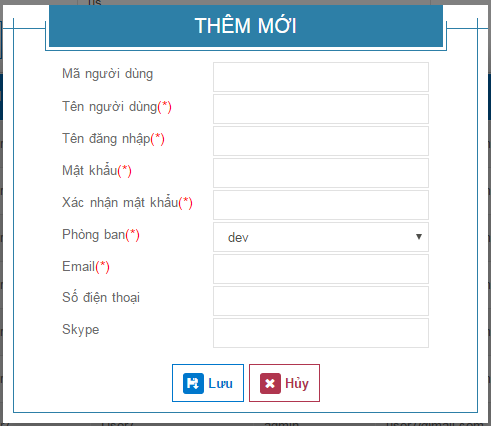 us
THÊM MỚI
Mã người dùng
Tên người dùng(*)
Tên đăng nhập(*)
Mật khẩu(*)
Xác nhận mật khẩu(*)
Phòng ban(*)
dev
Email(*)
Số điện thoại
Skype
Lưu
Hủy